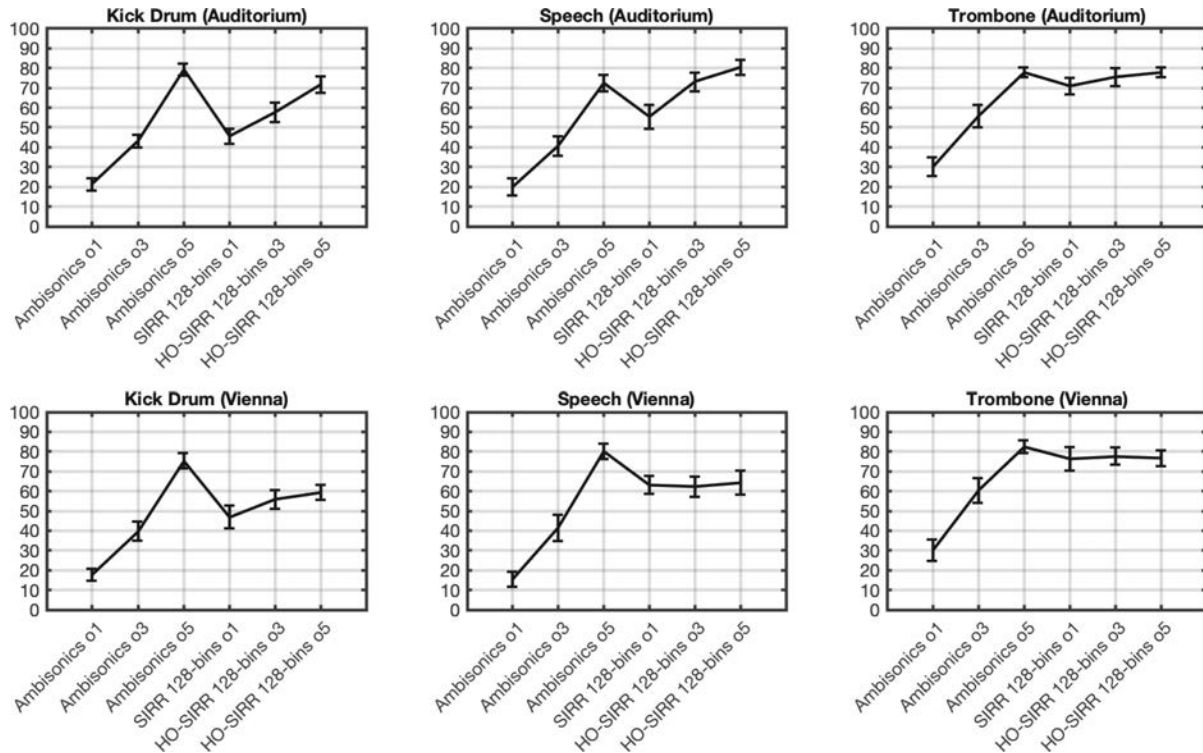 Kick Drum (Auditorium)
100
90
80
70
60
50
40
30
20
10
0
Ambisonics o1
Ambisonics o3
Ambisonics o5
SIRR 128-bins o1
HO-SIRR 128-bins o3
HO-SIRR 128-bins o5
Speech (Auditorium)
100
90
80
70
60
50
40
30
20
10
0
Ambisonics o1
Ambisonics o3
Ambisonics o5
SIRR 128-bins o1
HO-SIRR 128-bins o3
HO-SIRR 128-bins o5
Trombone (Auditorium)
100
90
80
70
60
50
40
30
20
10
0
Ambisonics o1
Ambisonics o3
Ambisonics o5
SIRR 128-bins o1
HO-SIRR 128-bins o3
HO-SIRR 128-bins o5
Kick Drum (Vienna)
100
90
80
70
60
50
40
30
20
10
0
Ambisonics o1
Ambisonics o3
Ambisonics o5
SIRR 128-bins o1
HO-SIRR 128-bins o3
HO-SIRR 128-bins o5
Speech (Vienna)
100
90
80
70
60
50
40
30
20
10
0
Ambisonics o1
Ambisonics o3
Ambisonics o5
SIRR 128-bins o1
HO-SIRR 128-bins o3
HO-SIRR 128-bins o5
Trombone (Vienna)
100
90
80
70
60
50
40
30
20
10
0
Ambisonics o1
Ambisonics o3
Ambisonics o5
SIRR 128-bins o1
HO-SIRR 128-bins o3
HO-SIRR 128-bins o5